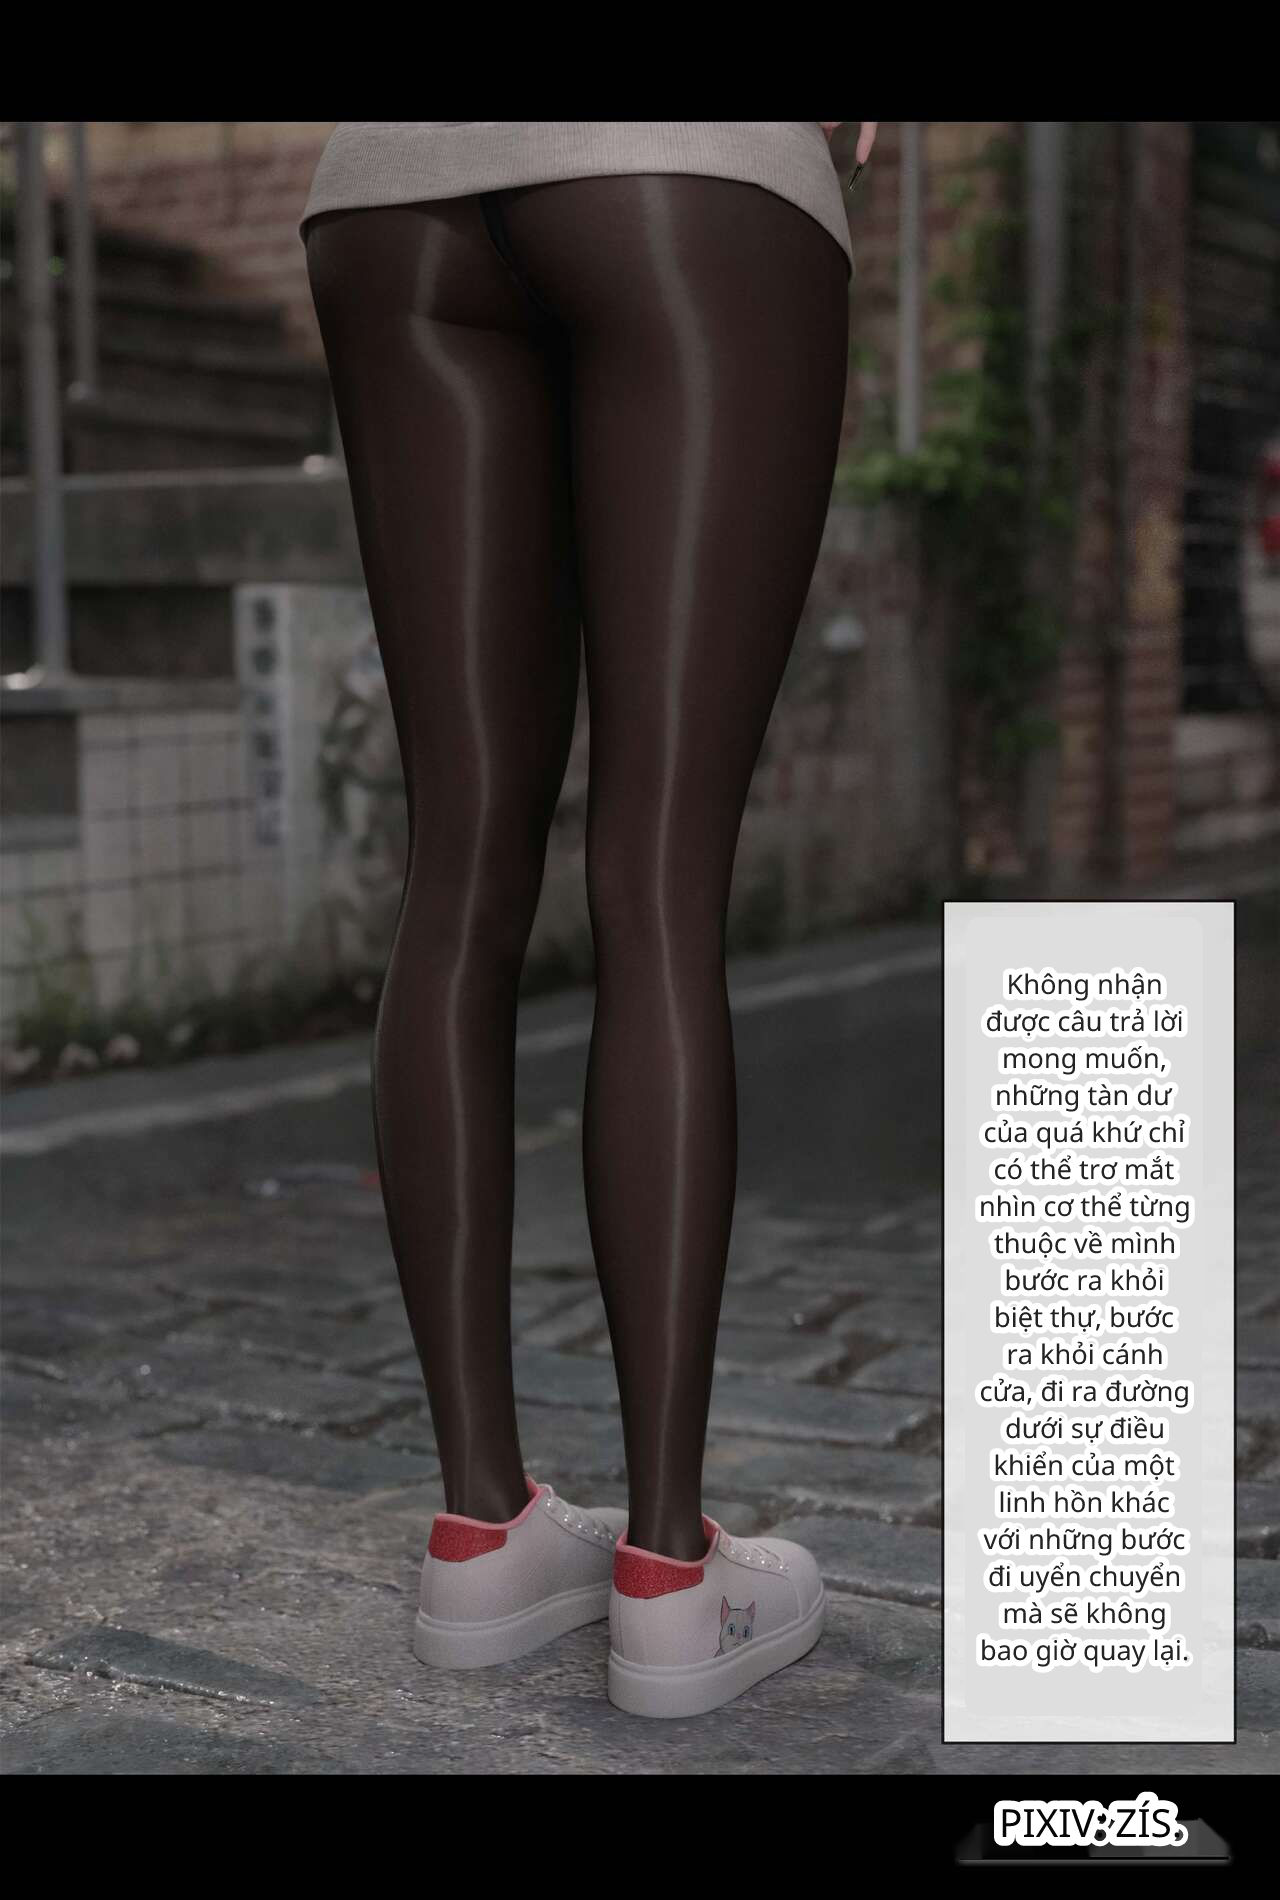 Không nhận
được câu trả lời
mong muốn,
những tàn dư
của quá khứ chỉ
có thể trơ mắt
nhìn cơ thể từng
thuộc về mình
bước ra khỏi
biệt thự, bước
ra khỏi cánh
cửa, đi ra đường
dưới sự điều
khiển của một
linh hồn khác
với những bước
đi uyển chuyển
mà sẽ không
bao giờ quay lại.
PIXIV:ZÍS,